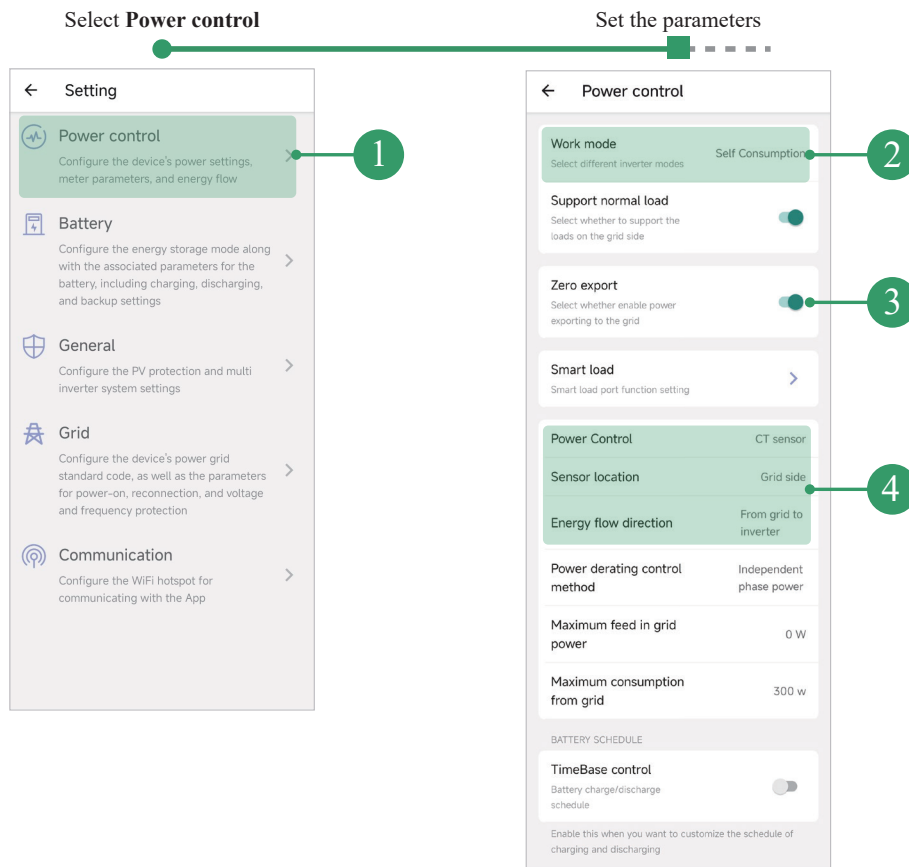 Select Power control
Set the parameters
Setting
Power control
Configure the device's power settings,
meter parameters, and energy flow
1
Battery
Configure the energy storage mode along
with the associated parameters for the
battery, including charging, discharging,
and backup settings
General
Configure the PV protection and multi
inverter system settings
Grid
Configure the device's power grid
standard code, as well as the parameters
for power-on, reconnection, and voltage
and frequency protection
Communication
Configure the WiFi hotspot for
communicating with the App
Power control
Work mode
Select different inverter modes
Self Consumption
2
Support normal load
Select whether to support the
loads on the grid side
Zero export
Select whether enable power
exporting to the grid
3
Smart load
Smart load port function setting
Power Control
CT sensor
Sensor location
Grid side
4
Energy flow direction
From grid to
inverter
Power derating control
method
Independent
phase power
Maximum feed in grid
power
0 W
Maximum consumption
from grid
300 w
BATTERY SCHEDULE
TimeBase control
Battery charge/discharge
schedule
Enable this when you want to customize the schedule of
charging and discharging